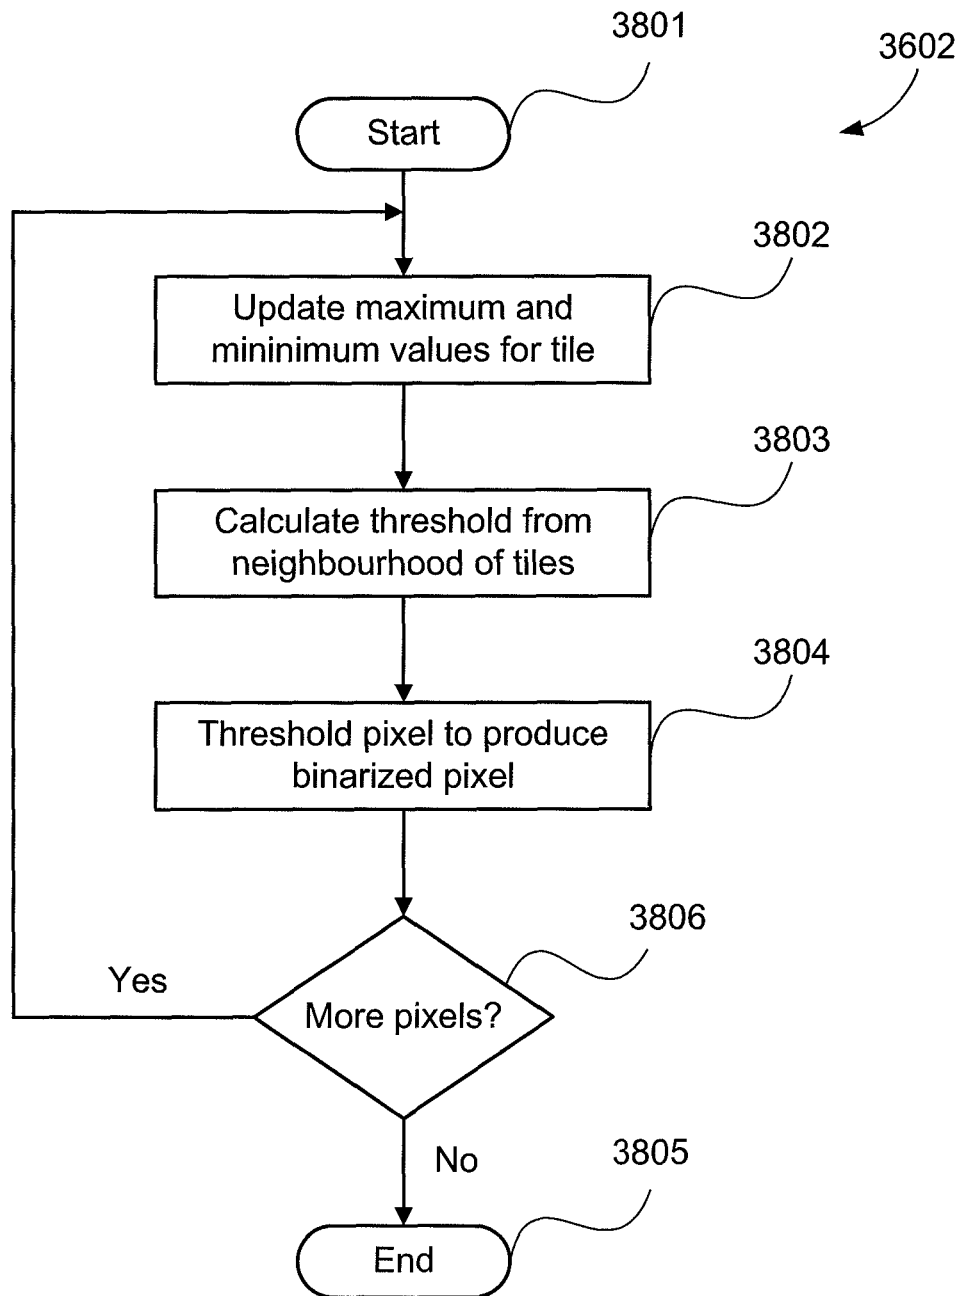 3801
3602
Start
3802
Update maximum and
mininimum values for tile
3803
Calculate threshold from
neighbourhood of tiles
3804
Threshold pixel to produce
binarized pixel
3806
Yes
More pixels?
No
3805
End